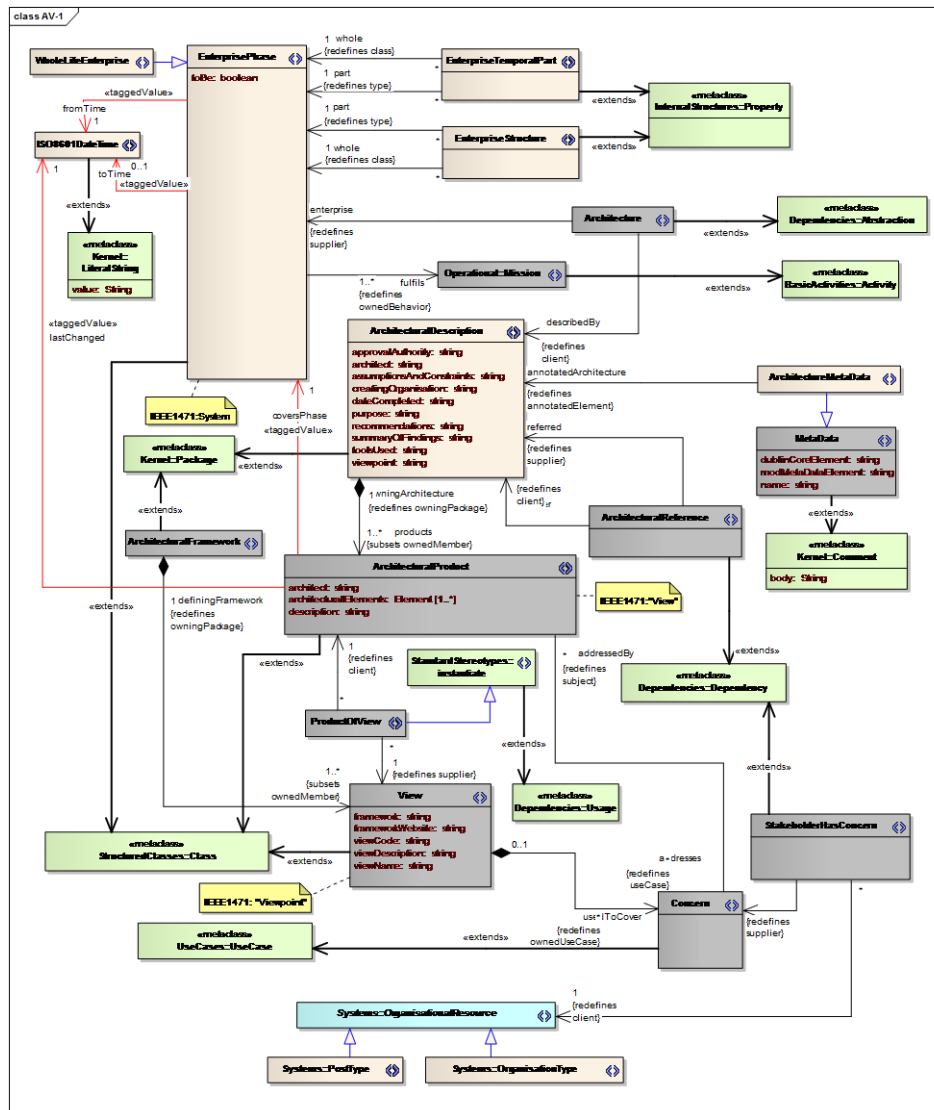 class AV-1
WholeLifeEnterprise
EnterprisePhase
toBe: boolean
1 whole
{redefines class}
*
EnterpriseTemporalPart
1 part
{redefines type}
*
«extends»
«metaclass»
InternalStructures::Property
part
{redefines type}
*
EnterpriseStructure
«extends»
1 whole
{redefines class}
*
«taggedValue»
fromTime
1
ISO8601DateTime
1
0..1
toTime
«taggedValue»
«extends»
«metaclass»
Kernel::
LiteralString
value: String
enterprise
{redefines
supplier}
Architecture
«extends»
«metaclass»
Dependencies::Abstraction
1..*
fulfils
{redefines
ownedBehavior}
Operational::Mission
«extends»
«metaclass»
BasicActivities::Activity
«taggedValue»
lastChanged
ArchitecturalDescription
approvalAuthority: string
architect: string
assumptionsAndConstraints: string
creatingOrganisation: string
dateCompleted: string
purpose: string
recommendations: string
summaryOfFindings: string
toolsUsed: string
viewpoint: string
describedBy
{redefines
client}
annotatedArchitecture
{redefines
annotatedElement}
ArchitectureMetaData
IEEE1471:System
1
coversPhase
«taggedValue»
referred
{redefines
supplier}
MetaData
dublinCoreElement: string
modMetaDataElement: string
name: string
«metaclass»
Kernel::Package
«extends»
«extends»
1 wningArchitecture
{redefines owningPackage}
{redefines
client}
ArchitecturalReference
«extends»
ArchitecturalFramework
1..* products
{subsets ownedMember}
«metaclass»
Kernel::Comment
body: String
ArchitecturalProduct
architect: string
architecturalElements: Element [1..*]
description: string
IEEE1471:"View"
1 definingFramework
{redefines
owningPackage}
«extends»
«extends»
1
{redefines
client}
*
StandardStereotypes::
instantiate
* addressedBy
{redefines
subject}
«extends»
«metaclass»
Dependencies::Dependency
ProductOfView
*
«extends»
«extends»
1..*
{subsets
ownedMember}
1
{redefines supplier}
View
framework: string
frameworkWebsite: string
viewCode: string
viewDescription: string
viewName: string
«metaclass»
Dependencies::Usage
StakeholderHasConcern
*
«metaclass»
StructuredClasses::Class
«extends»
0..1
a*dresses
{redefines
useCase}
IEEE1471: "Viewpoint"
use*lToCover
{redefines
ownedUseCase}
Concern
{redefines
supplier}
«metaclass»
UseCases::UseCase
«extends»
1
{redefines
client}
Systems::OrganisationalResource
Systems::PostType
Systems::OrganisationType